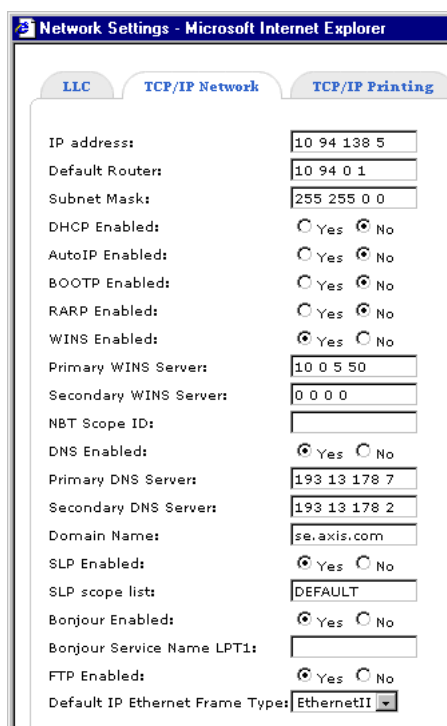 Network Settings - Microsoft Internet Explorer
LLC TCP/IP Network TCP/IP Printing
IP address: 10 94 138 5
Default Router: 10 94 0 1
Subnet Mask: 255 255 0 0
DHCP Enabled: Yes No
AutoIP Enabled: Yes No
BOOTP Enabled: Yes No
RARP Enabled: Yes No
WINS Enabled: Yes No
Primary WINS Server: 10 0 5 50
Secondary WINS Server: 0 0 0 0
NBT Scope ID:
DNS Enabled: Yes No
Primary DNS Server: 193 13 178 7
Secondary DNS Server: 193 13 178 2
Domain Name: se.axis.com
SLP Enabled: Yes No
SLP scope list: DEFAULT
Bonjour Enabled: Yes No
Bonjour Service Name LPT1:
FTP Enabled: Yes No
Default IP Ethernet Frame Type: EthernetII